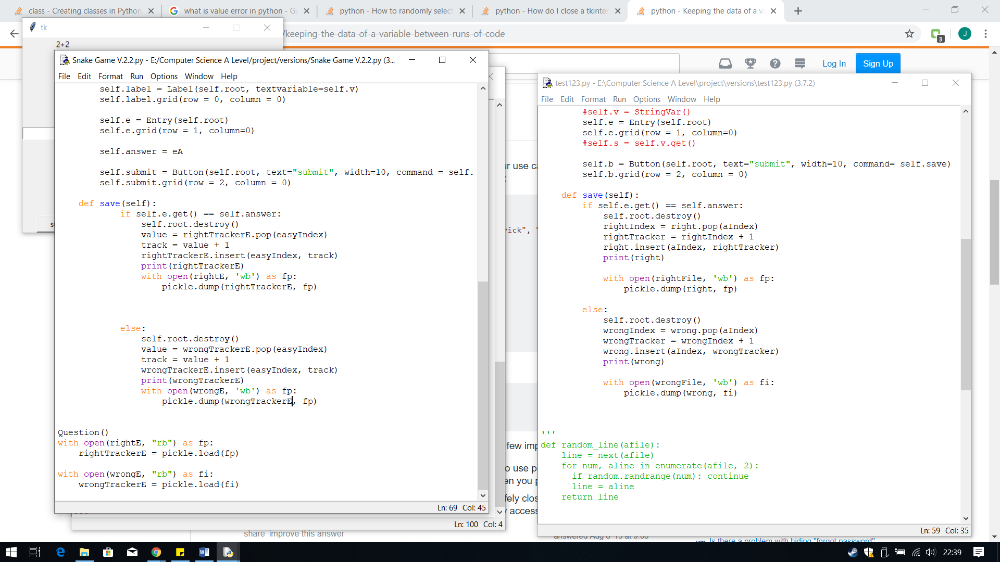 class - Creating classes in Python
what is value error in python - Go
python - How to randomly select
python - How do I close a tkinter
python - Keeping the data of a va
tk
/keeping-the-data-of-a-variable-between-runs-of-code
3
J
2+2
Log In
Sign Up
Snake Game V.2.2.py - E:/Computer Science A Level/project/versions/Snake Game V.2.2.py (3...
File Edit Format Run Options Window Help
self.label = Label(self.root, textvariable=self.v)
self.label.grid(row = 0, column = 0)
self.e = Entry(self.root)
self.e.grid(row = 1, column=0)
self.answer = eA
self.submit = Button(self.root, text="submit", width=10, command = self.
self.submit.grid(row = 2, column = 0)
def save(self):
if self.e.get() == self.answer:
self.root.destroy()
value = rightTrackerE.pop(easyIndex)
track = value + 1
rightTrackerE.insert(easyIndex, track)
print(rightTrackerE)
with open(rightE, 'wb') as fp:
pickle.dump(rightTrackerE, fp)
else:
self.root.destroy()
value = wrongTrackerE.pop(easyIndex)
track = value + 1
wrongTrackerE.insert(easyIndex, track)
print(wrongTrackerE)
with open(wrongE, 'wb') as fp:
pickle.dump(wrongTrackerE, fp)
Question()
with open(rightE, "rb") as fp:
rightTrackerE = pickle.load(fp)
with open(wrongE, "rb") as fi:
wrongTrackerE = pickle.load(fi)
Ln: 69 Col: 45
Ln: 100 Col: 4
ur use ca
:
rick", "
few imp
o use p
en you p
fely clos
y access
share improve this answer
test123.py - E:\Computer Science A Level\project\versions\test123.py (3.7.2)
File Edit Format Run Options Window Help
#self.v = StringVar()
self.e = Entry(self.root)
self.e.grid(row = 1, column=0)
#self.s = self.v.get()
self.b = Button(self.root, text="submit", width=10, command= self.save)
self.b.grid(row = 2, column = 0)
def save(self):
if self.e.get() == self.answer:
self.root.destroy()
rightIndex = right.pop(aIndex)
rightTracker = rightIndex + 1
right.insert(aIndex, rightTracker)
print(right)
with open(rightFile, 'wb') as fp:
pickle.dump(right, fp)
else:
self.root.destroy()
wrongIndex = wrong.pop(aIndex)
wrongTracker = wrongIndex + 1
wrong.insert(aIndex, wrongTracker)
print(wrong)
with open(wrongFile, 'wb') as fi:
pickle.dump(wrong, fi)
'''
def random_line(afile):
line = next(afile)
for num, aline in enumerate(afile, 2):
if random.randrange(num): continue
line = aline
return line
Ln: 59 Col: 35
answered Aug 8 '13 at 9:00
Is there a problem with hiding "forgot password"
22:39